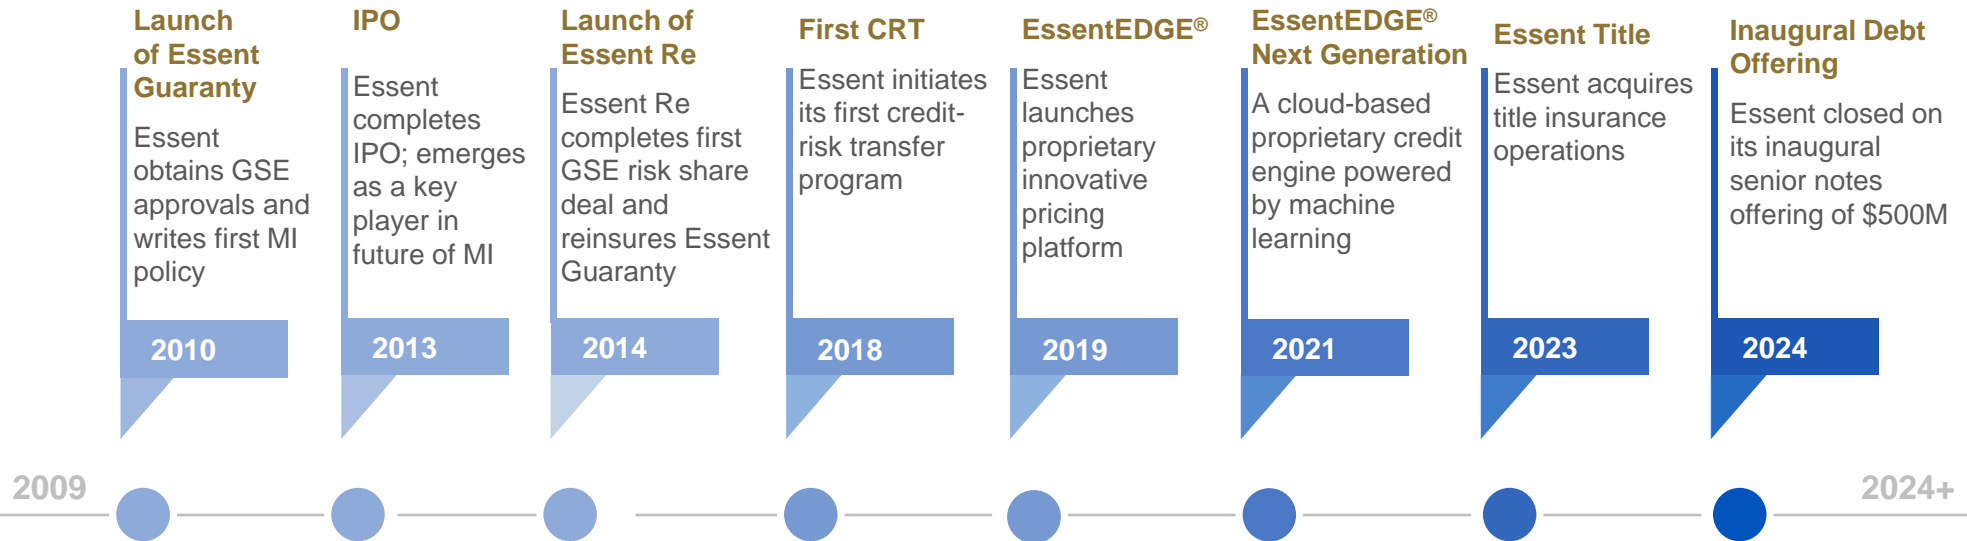 Launch
of Essent
Guaranty
Essent
obtains GSE
approvals and
writes first MI
policy
2010
IPO
Essent
completes
IPO; emerges
as a key
player in
future of MI
2013
Launch of
Essent Re
Essent Re
completes first
GSE risk share
deal and
reinsures Essent
Guaranty
2014
First CRT
Essent initiates
its first credit-
risk transfer
program
2018
EssentEDGE®
Essent
launches
proprietary
innovative
pricing
platform
2019
EssentEDGE®
Next Generation
A cloud-based
proprietary credit
engine powered
by machine
learning
2021
Essent Title
Essent acquires
title insurance
operations
2023
Inaugural Debt
Offering
Essent closed on
its inaugural
senior notes
offering of $500M
2024
2009
2024+